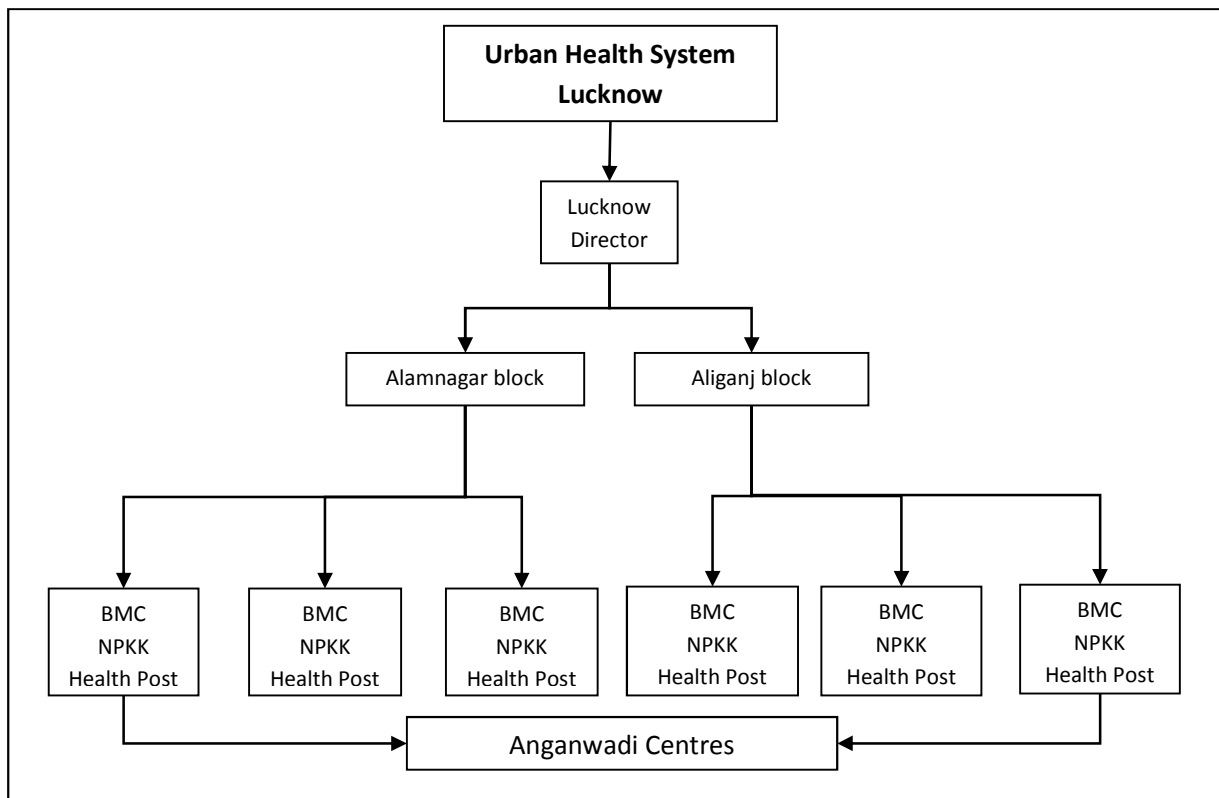 Urban Health System
Lucknow
Lucknow
Director
Alamnagar block
Aliganj block
BMC
NPKK
Health Post
BMC
NPKK
Health Post
BMC
NPKK
Health Post
BMC
NPKK
Health Post
BMC
NPKK
Health Post
BMC
NPKK
Health Post
Anganwadi Centres